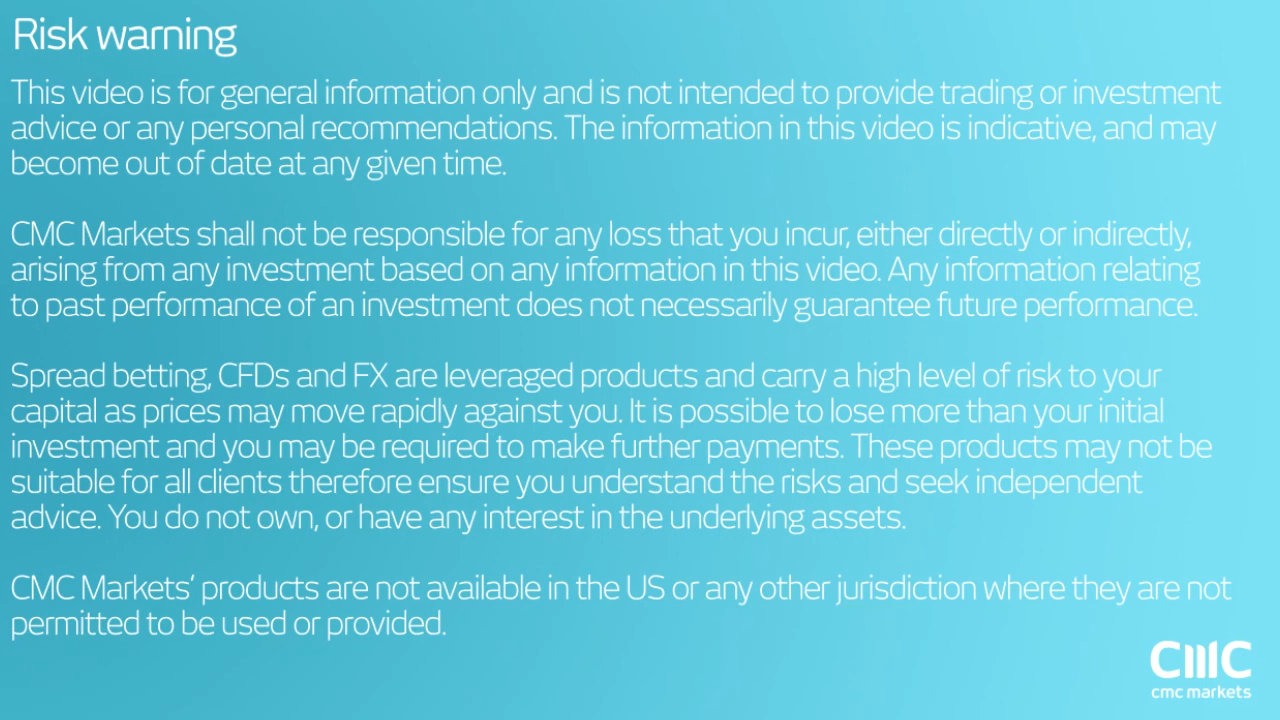 Risk warning
This video is for general information only and is not intended to provide trading or investment
advice or any personal recommendations. The information in this video is indicative, and may
become out of date at any given time.
CMC Markets shall not be responsible for any loss that you incur, either directly or indirectly,
arising from any investment based on any information in this video. Any information relating
to past performance of an investment does not necessarily guarantee future performance.
Spread betting, CFDs and FX are leveraged products and carry a high level of risk to your
capital as prices may move rapidly against you. It is possible to lose more than your initial
investment and you may be required to make further payments. These products may not be
suitable for all clients therefore ensure you understand the risks and seek independent
advice. You do not own, or have any interest in the underlying assets.
CMC Markets’ products are not available in the US or any other jurisdiction where they are not
permitted to be used or provided.
CMC
cmc markets